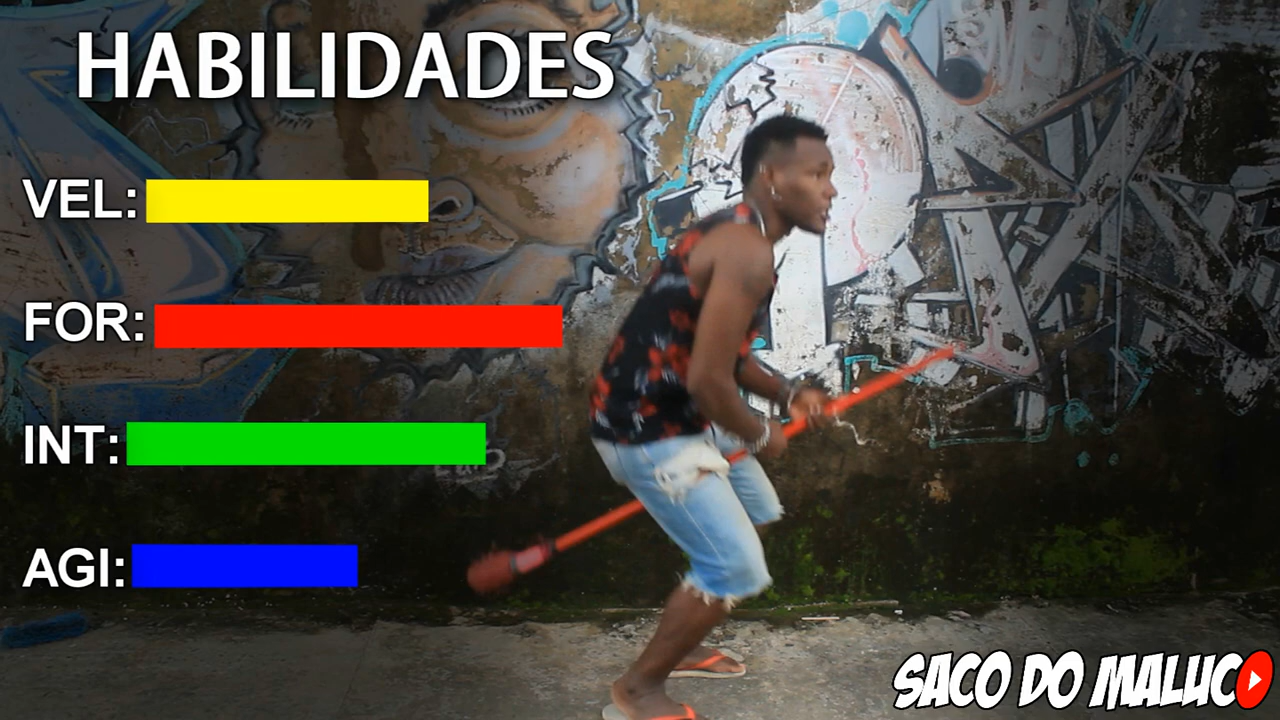 HABILIDADES
VEL:
FOR:
INT:
AGI:
SACO DO MALUCO